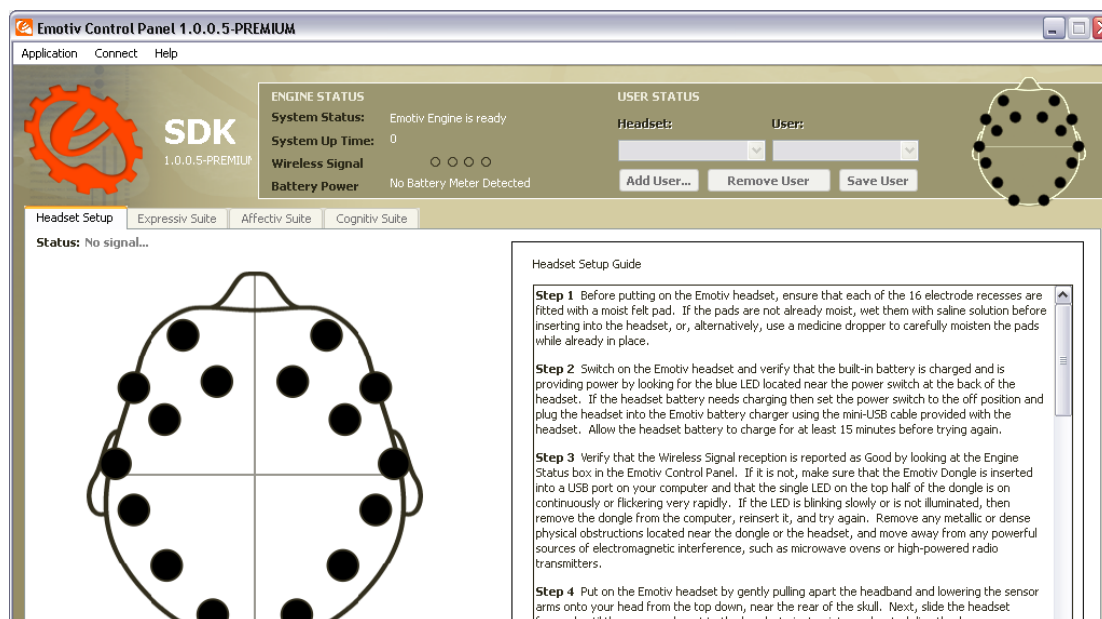 Emotiv Control Panel 1.0.0.5-PREMIUM
Application Connect Help
SDK
1.0.0.5-PREMIUM
ENGINE STATUS
System Status: Emotiv Engine is ready
System Up Time: 0
Wireless Signal
Battery Power No Battery Meter Detected
USER STATUS
Headset: User:
Add User... Remove User Save User
Headset Setup Expressiv Suite Affectiv Suite Cognitiv Suite
Status: No signal...
Headset Setup Guide
Step 1 Before putting on the Emotiv headset, ensure that each of the 16 electrode recesses are
fitted with a moist felt pad. If the pads are not already moist, wet them with saline solution before
inserting into the headset, or, alternatively, use a medicine dropper to carefully moisten the pads
while already in place.
Step 2 Switch on the Emotiv headset and verify that the built-in battery is charged and is
providing power by looking for the blue LED located near the power switch at the back of the
headset. If the headset battery needs charging then set the power switch to the off position and
plug the headset into the Emotiv battery charger using the mini-USB cable provided with the
headset. Allow the headset battery to charge for at least 15 minutes before trying again.
Step 3 Verify that the Wireless Signal reception is reported as Good by looking at the Engine
Status box in the Emotiv Control Panel. If it is not, make sure that the Emotiv Dongle is inserted
into a USB port on your computer and that the single LED on the top half of the dongle is on
continuously or flickering very rapidly. If the LED is blinking slowly or is not illuminated, then
remove the dongle from the computer, reinsert it, and try again. Remove any metallic or dense
physical obstructions located near the dongle or the headset, and move away from any powerful
sources of electromagnetic interference, such as microwave ovens or high-powered radio
transmitters.
Step 4 Put on the Emotiv headset by gently pulling apart the headband and lowering the sensor
arms onto your head from the top down, near the rear of the skull. Next, slide the headset